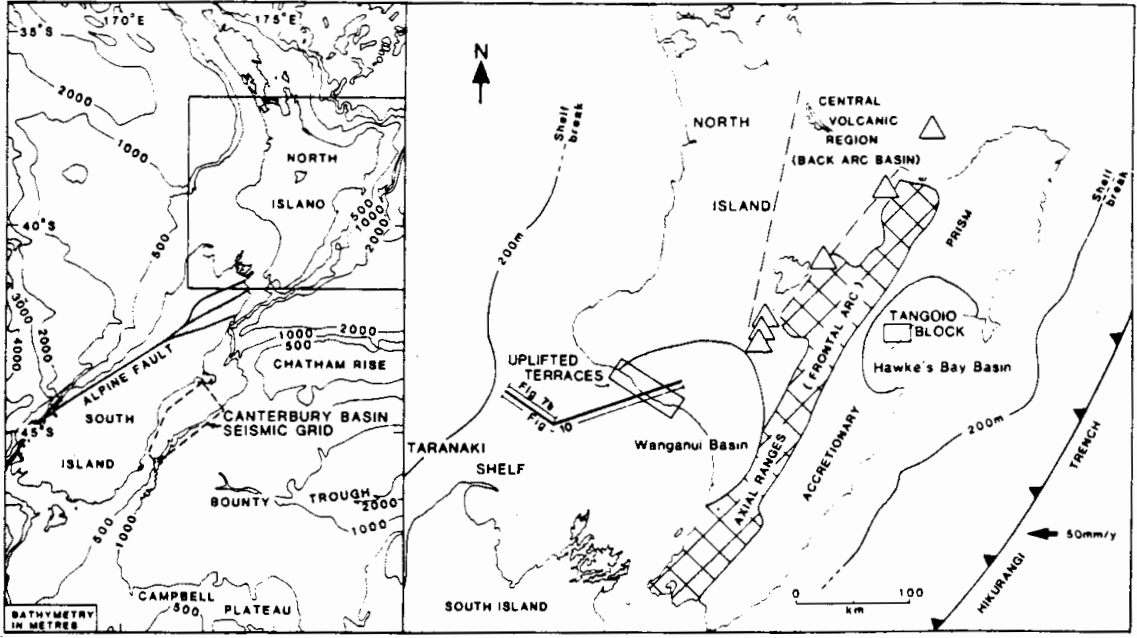 170°E
175°E
35°S
2000
1000
NORTH
ISLAND
500
1000
2000
40°S
500
3000
2000
4000
1000
2000
500
CHATHAM RISE
ALPINE FAULT
SOUTH
CANTERBURY BASIN
SEISMIC GRID
45°S
ISLAND
BOUNTY TROUGH
2000
1000
500
1000
CAMPBELL
500
PLATEAU
BATHYMETRY
IN METRES
N
Shelf
break
NORTH
CENTRAL
VOLCANIC
REGION
(BACK ARC BASIN)
ISLAND
200m
Shelf
break
PRISM
TANGOIO
BLOCK
(FRONTAL ARC)
Hawke's Bay Basin
UPLIFTED
TERRACES
Fig 7b
Fig 10
Wanganui Basin
200m
TARANAKI
SHELF
AXIAL RANGES
ACCRETIONARY
TRENCH
50mm/y
HIKURANGI
SOUTH ISLAND
0 100
km